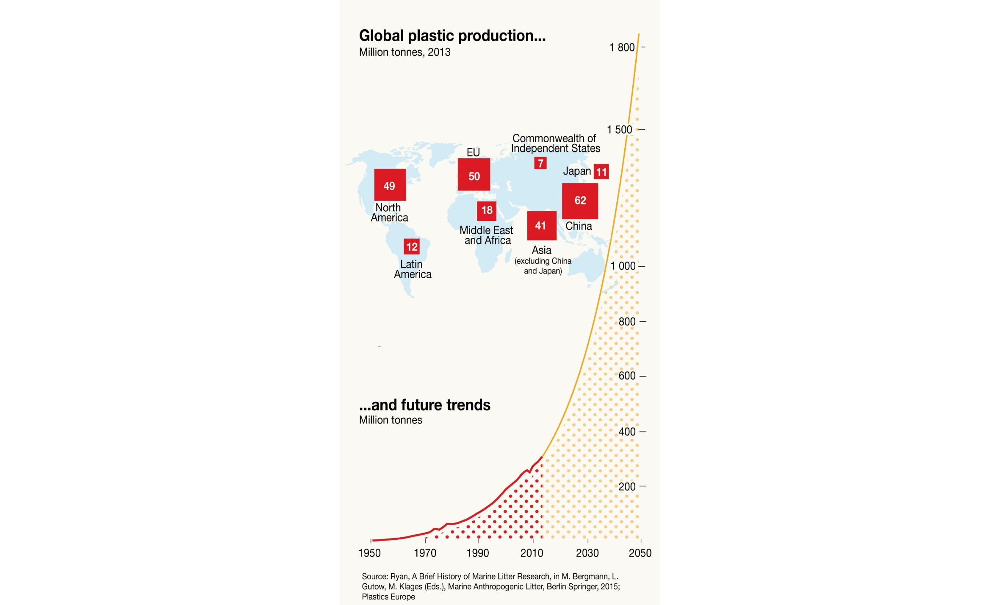 Global plastic production...
Million tonnes, 2013
1 800
1 500
Commonwealth of
Independent States
7
EU
50
Japan
11
49
North
America
62
China
18
Middle East
and Africa
41
Asia
(excluding China
and Japan)
12
Latin
America
1 000
800
-
600
...and future trends
Million tonnes
400
200
1950 1970 1990 2010 2030 2050
Source: Ryan, A Brief History of Marine Litter Research, in M. Bergmann, L.
Gutow, M. Klages (Eds.), Marine Anthropogenic Litter, Berlin Springer, 2015;
Plastics Europe